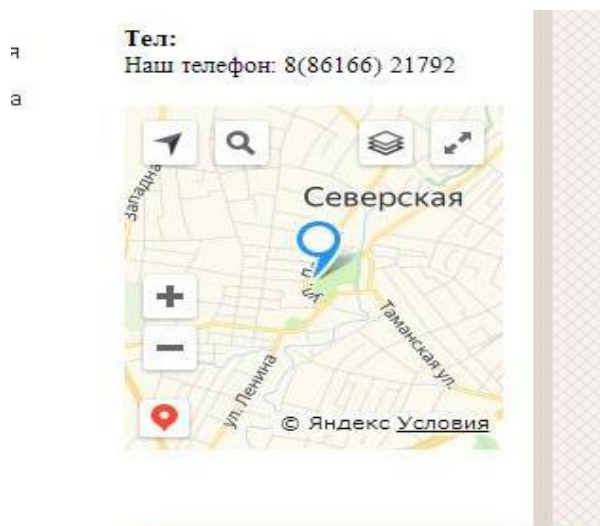 я
а
Тел:
Наш телефон: 8(86166) 21792
Западна
Северская
ул.
Таманская ул.
ул. Ленина
© Яндекс Условия